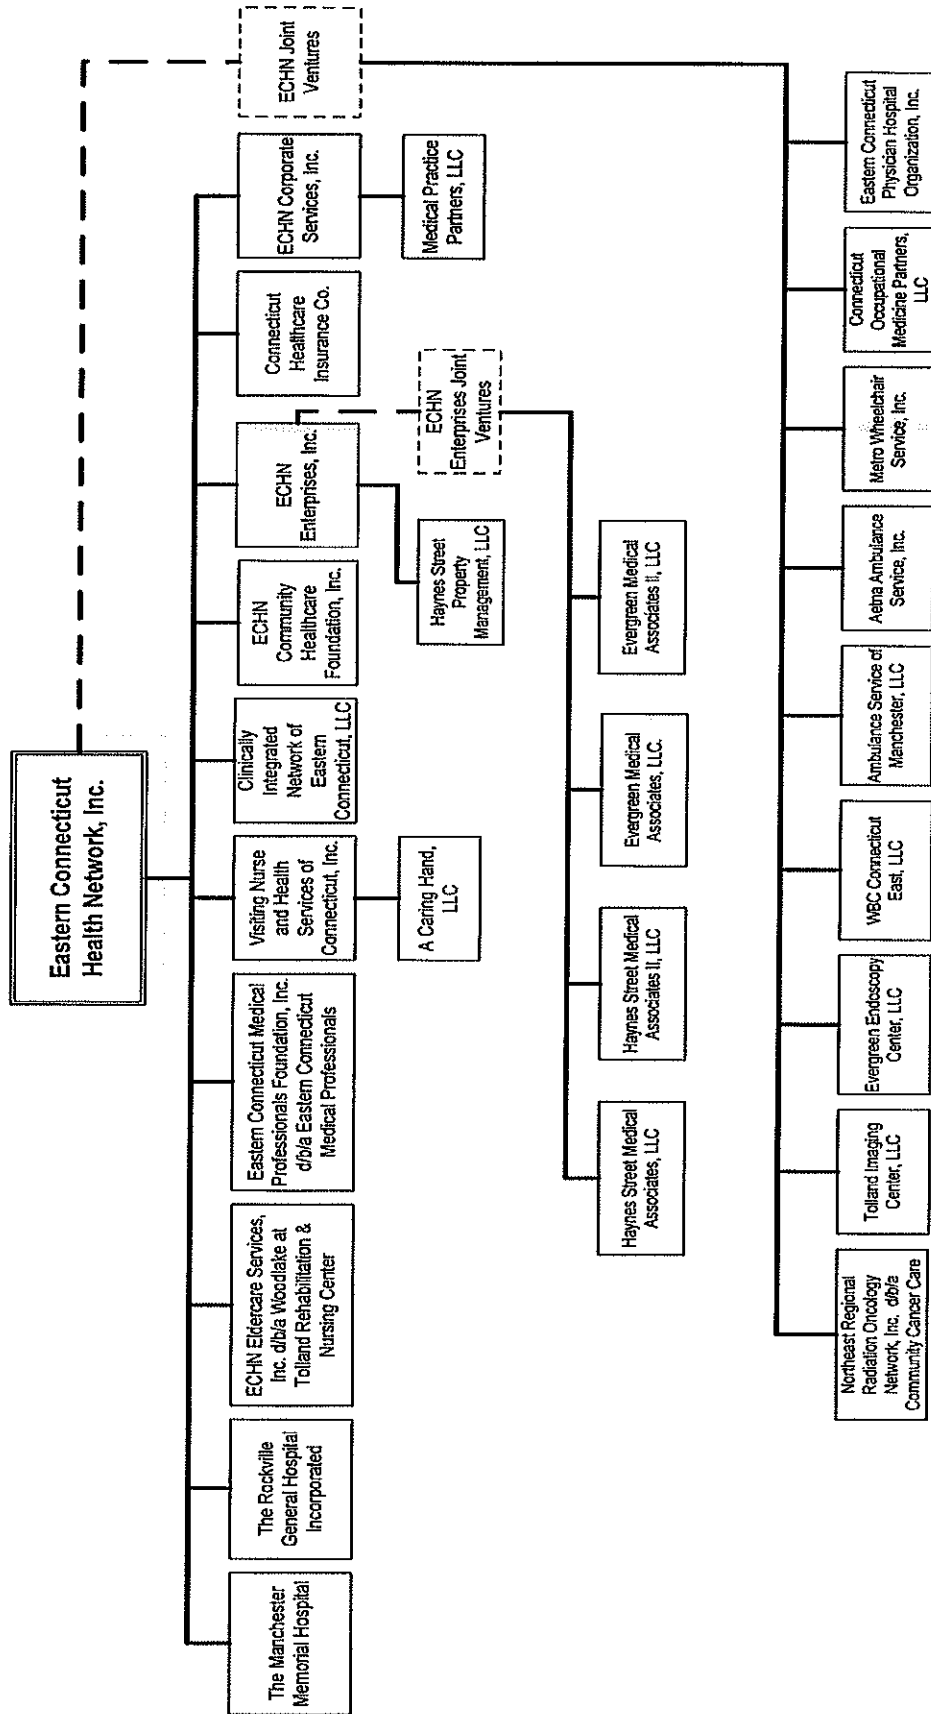 Eastern Connecticut
Health Network, Inc.
The Manchester
Memorial Hospital
The Rockville
General Hospital
Incorporated
ECHN Eldercare Services,
Inc. d/b/a Woodlake at
Tolland Rehabilitation &
Nursing Center
Eastern Connecticut Medical
Professionals Foundation, Inc.
d/b/a Eastern Connecticut
Medical Professionals
Visiting Nurse
and Health
Services of
Connecticut, Inc.
Clinically
Integrated
Network of
Eastern
Connecticut, LLC
ECHN
Community
Healthcare
Foundation, Inc.
ECHN
Enterprises, Inc.
Connecticut
Healthcare
Insurance Co.
ECHN Corporate
Services, Inc.
ECHN Joint
Ventures
A Caring Hand,
LLC
Haynes Street
Property
Management, LLC
ECHN
Enterprises Joint
Ventures
Medical Practice
Partners, LLC
Haynes Street Medical
Associates, LLC
Haynes Street Medical
Associates II, LLC
Evergreen Medical
Associates, LLC.
Evergreen Medical
Associates II, LLC
Northeast Regional
Radiation Oncology
Network, Inc. d/b/a
Community Cancer Care
Tolland Imaging
Center, LLC
Evergreen Endoscopy
Center, LLC
WBC Connecticut
East, LLC
Ambulance Service of
Manchester, LLC
Aetna Ambulance
Service, Inc.
Metro Wheelchair
Service, Inc.
Connecticut
Occupational
Medicine Partners,
LLC
Eastern Connecticut
Physician Hospital
Organization, Inc.